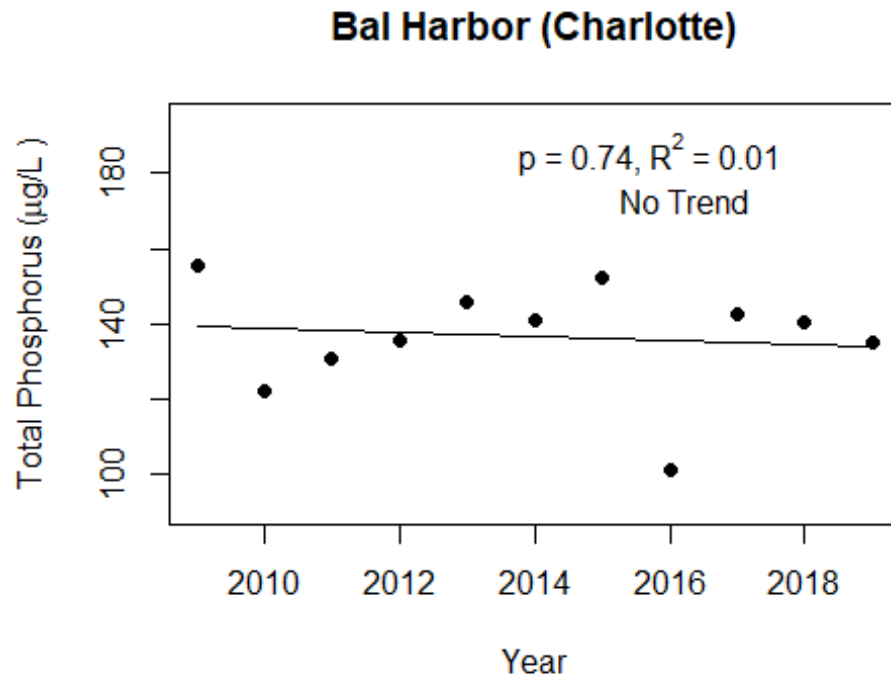 Bal Harbor (Charlotte)
p = 0.74, R² = 0.01
No Trend
Total Phosphorus (µg/L )
180
140
100
2010 2012 2014 2016 2018
Year